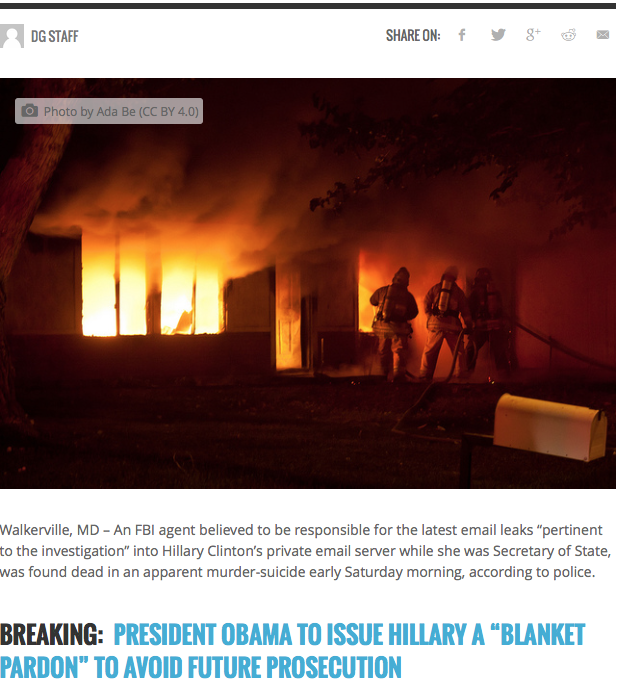 DG STAFF
SHARE ON:
Photo by Ada Be (CC BY 4.0)
Walkerville, MD – An FBI agent believed to be responsible for the latest email leaks “pertinent
to the investigation” into Hillary Clinton’s private email server while she was Secretary of State,
was found dead in an apparent murder-suicide early Saturday morning, according to police.
BREAKING: PRESIDENT OBAMA TO ISSUE HILLARY A “BLANKET
PARDON” TO AVOID FUTURE PROSECUTION